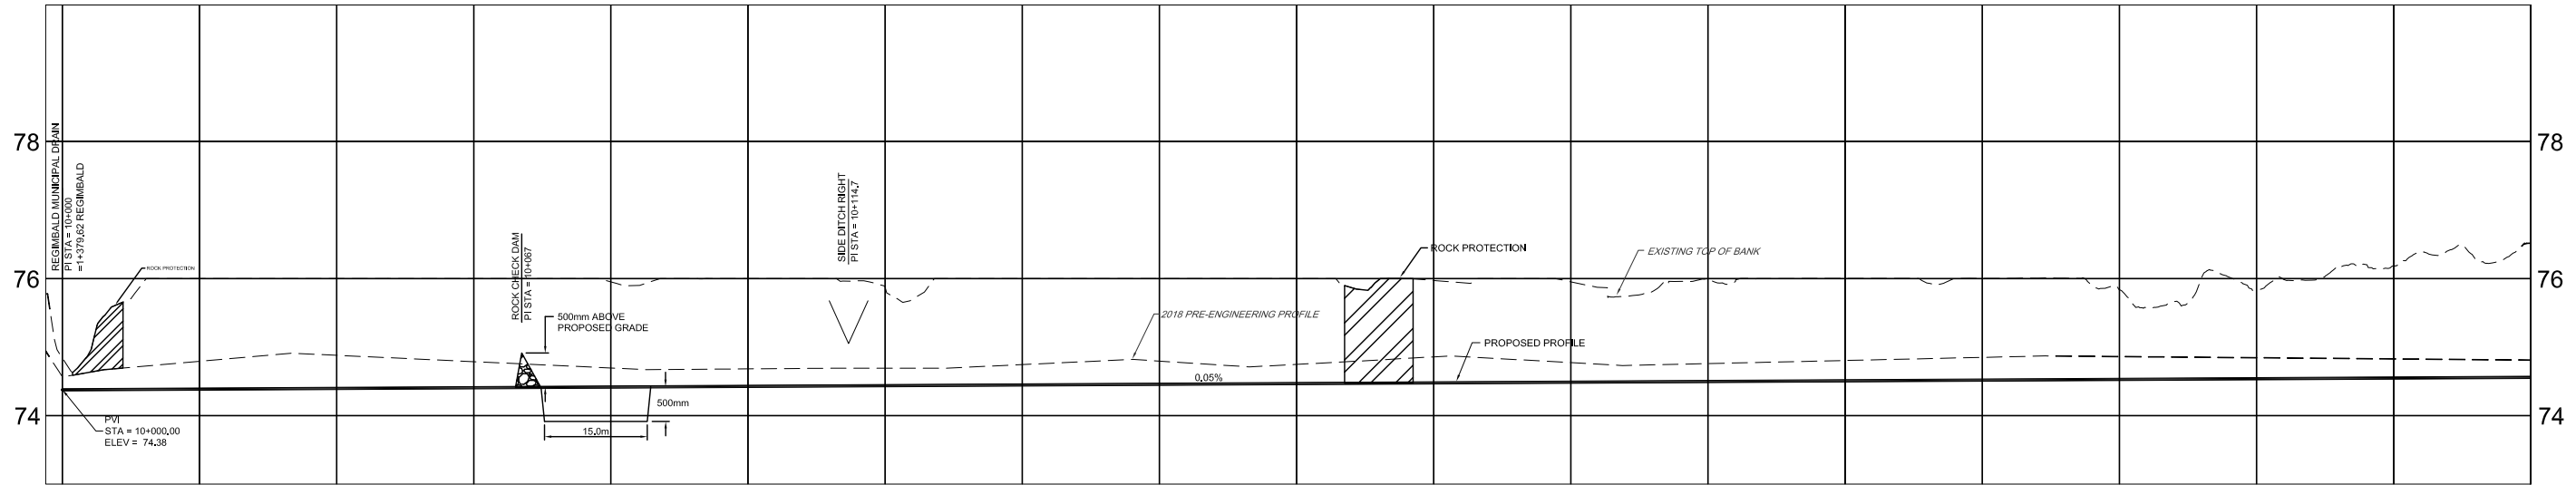 78
78
76
76
74
74
REGIMBALD MUNICIPAL DRAIN
PI STA = 10+000
=1+379.62 REGIMBALD
ROCK PROTECTION
ROCK CHECK DAM
PI STA = 10+067
500mm ABOVE
PROPOSED GRADE
SIDE DITCH RIGHT
PI STA = 10+114.7
2018 PRE-ENGINEERING PROFILE
ROCK PROTECTION
EXISTING TOP OF BANK
PROPOSED PROFILE
0.05%
500mm
15.0m
PVI
STA = 10+000.00
ELEV = 74.38